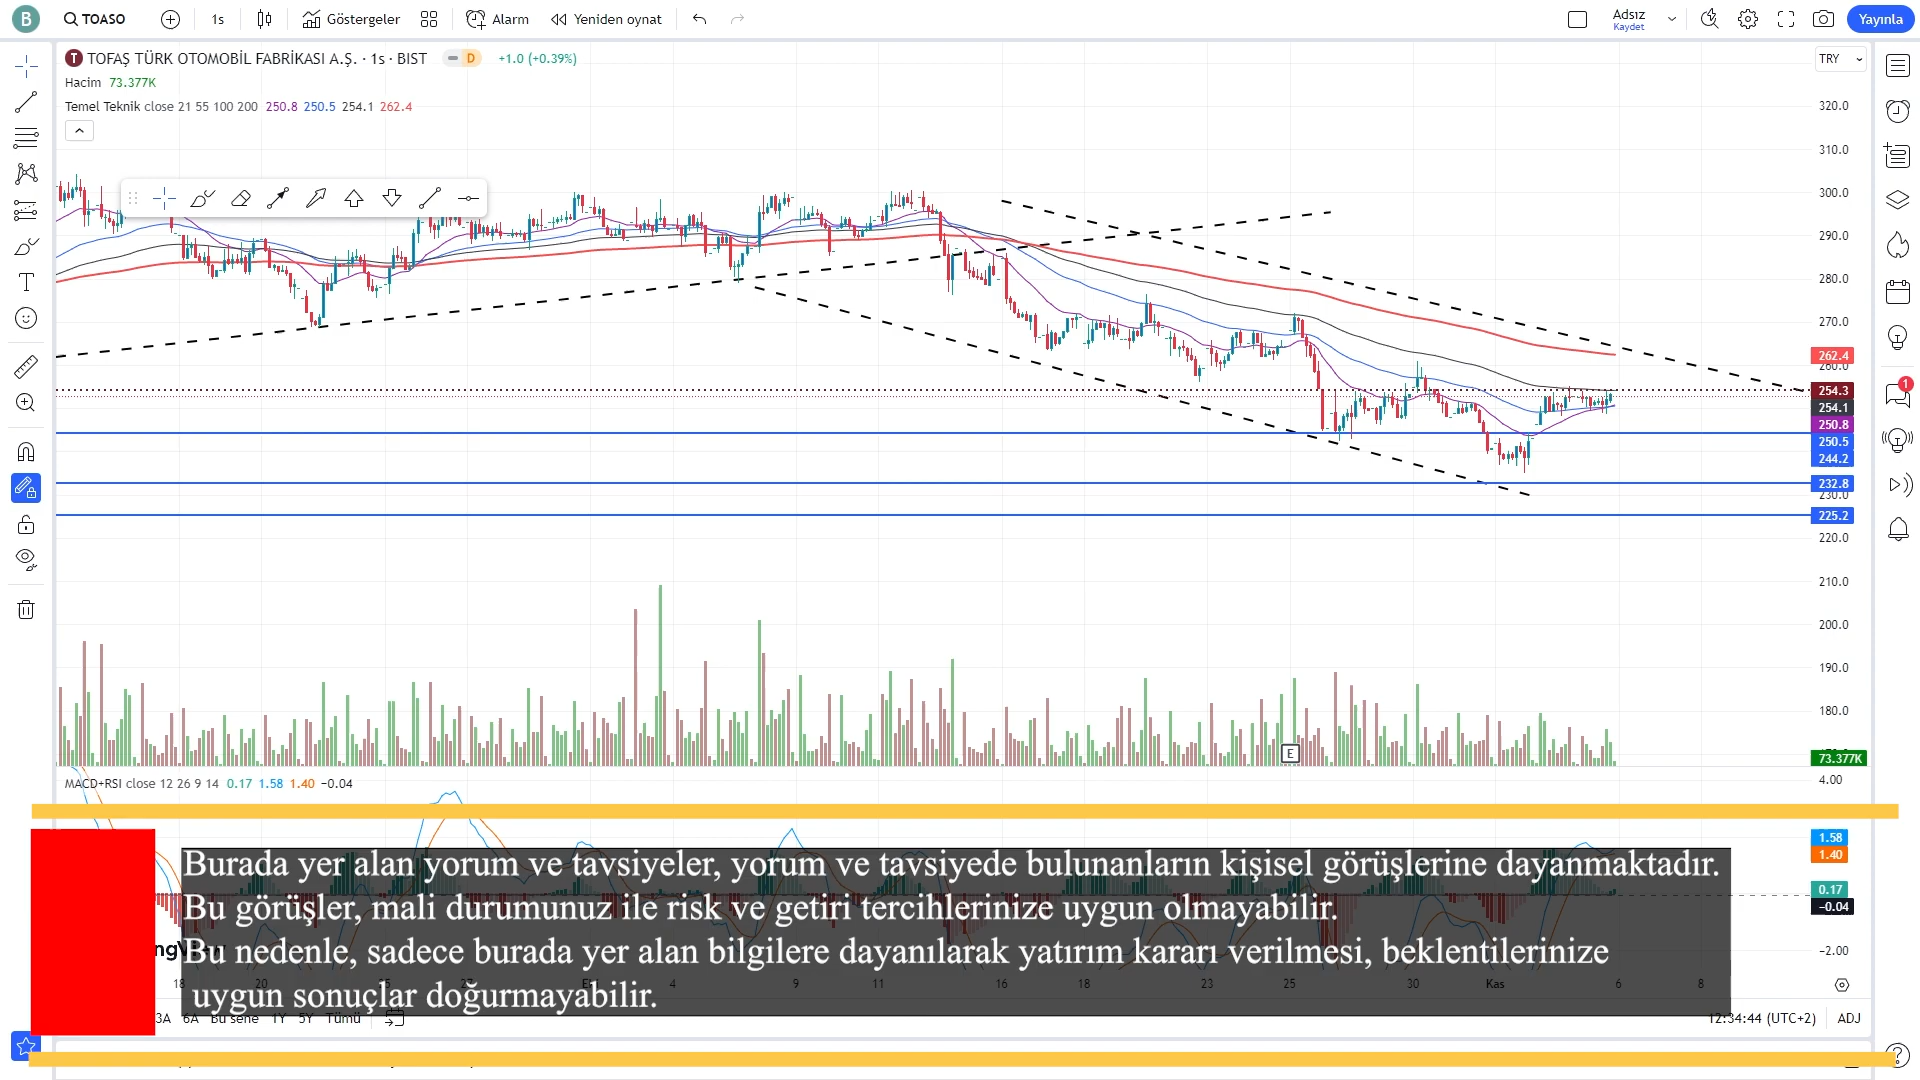 B
TOASO
1s
Göstergeler
Alarm
Yeniden oynat
Adsız
Kaydet
Yayınla
T TOFAŞ TÜRK OTOMOBİL FABRİKASI A.Ş. · 1s · BIST
D
+1.0 (+0.39%)
TRY
Hacim 73.377K
Temel Teknik close 21 55 100 200 250.8 250.5 254.1 262.4
320.0
310.0
300.0
290.0
280.0
270.0
262.4
260.0
254.3
254.1
250.8
250.5
244.2
232.8
230.0
225.2
220.0
210.0
200.0
190.0
180.0
E
73.377K
1
MACD+RSI close 12 26 9 14 0.17 1.58 1.40 −0.04
4.00
1.58
1.40
0.17
−0.04
−2.00
Burada yer alan yorum ve tavsiyeler, yorum ve tavsiyede bulunanların kişisel görüşlerine dayanmaktadır.
Bu görüşler, mali durumunuz ile risk ve getiri tercihlerinize uygun olmayabilir.
Bu nedenle, sadece burada yer alan bilgilere dayanılarak yatırım kararı verilmesi, beklentilerinize
uygun sonuçlar doğurmayabilir.
18 20 4 9 11 16 18 23 25 30 Kas 6 8
3A 6A Bu sene 1Y 5Y Tümü
12:34:44 (UTC+2) ADJ